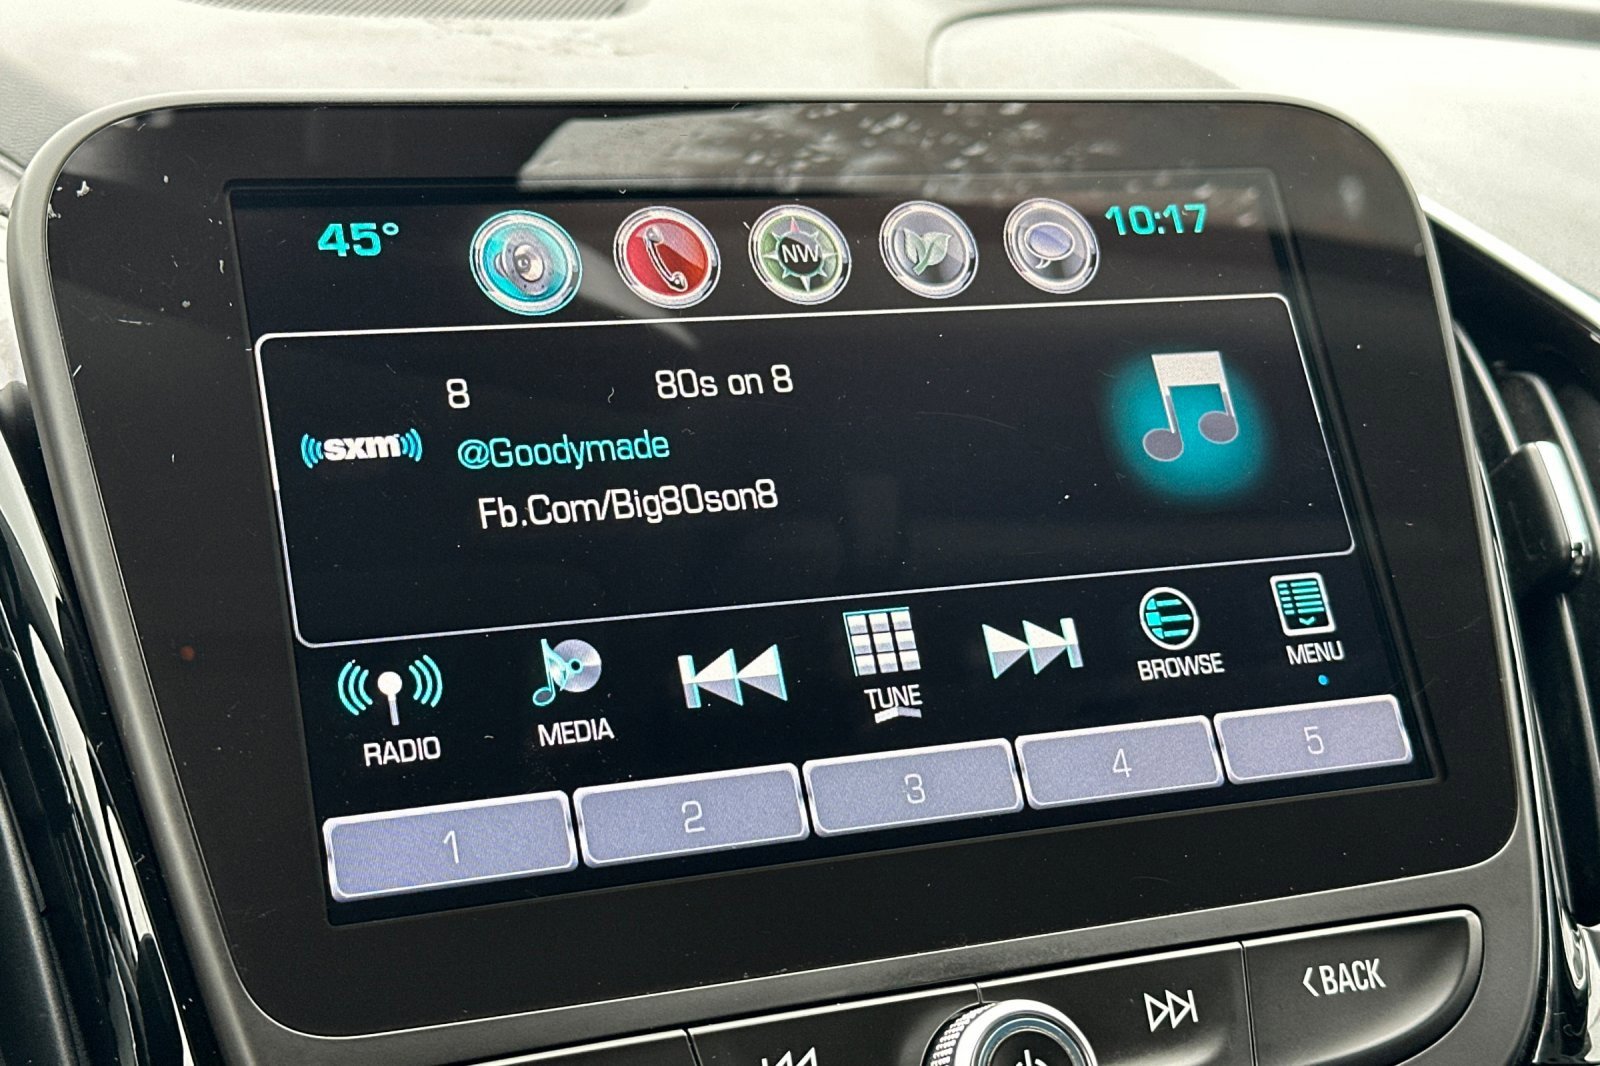 45°
NW
10:17
8 80s on 8
sxm
@Goodymade
Fb.Com/Big80son8
RADIO
MEDIA
TUNE
BROWSE
MENU
1
2
3
4
5
<BACK